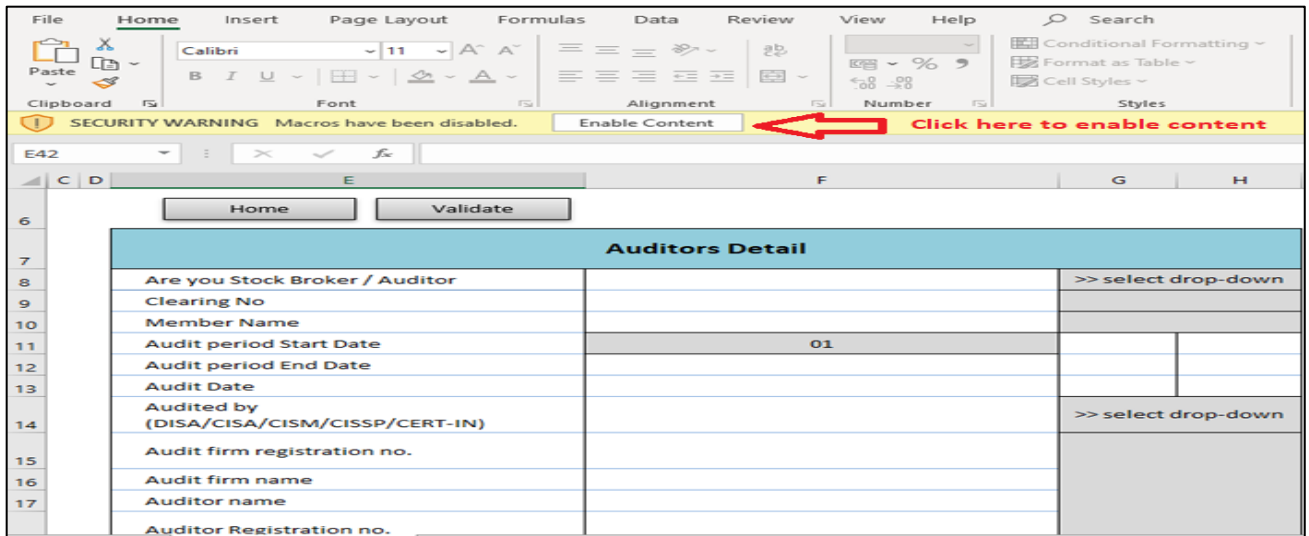 File Home Insert Page Layout Formulas Data Review View Help Search
Calibri 11 A A Conditional Formatting
Paste B I U A % Format as Table
Cell Styles
Clipboard Font Alignment Number Styles
SECURITY WARNING Macros have been disabled. Enable Content Click here to enable content
E42 fx
C D E F G H
Home Validate
6
7 Auditors Detail
8 Are you Stock Broker / Auditor >> select drop-down
9 Clearing No
10 Member Name
11 Audit period Start Date 01
12 Audit period End Date
13 Audit Date
Audited by
14 (DISA/CISA/CISM/CISSP/CERT-IN) >> select drop-down
15 Audit firm registration no.
16 Audit firm name
17 Auditor name
Auditor Registration no.